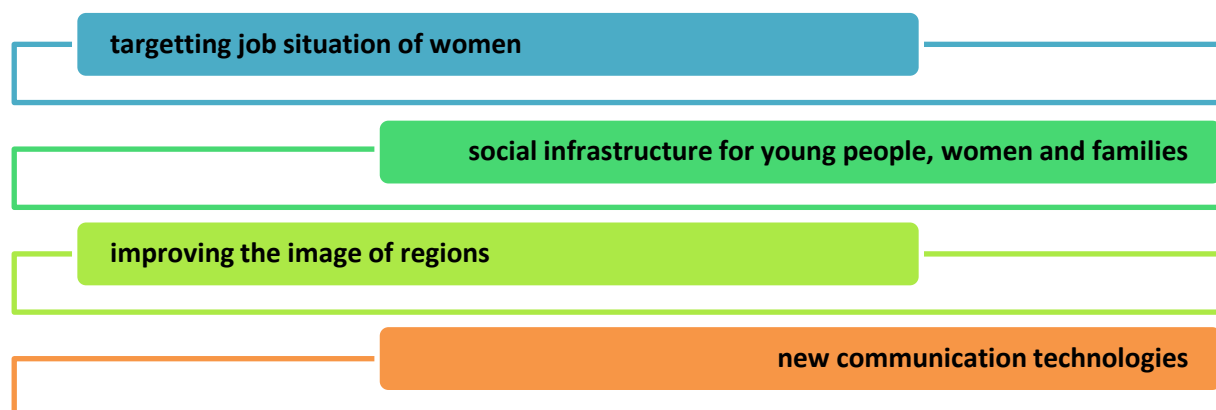 targetting job situation of women
social infrastructure for young people, women and families
improving the image of regions
new communication technologies